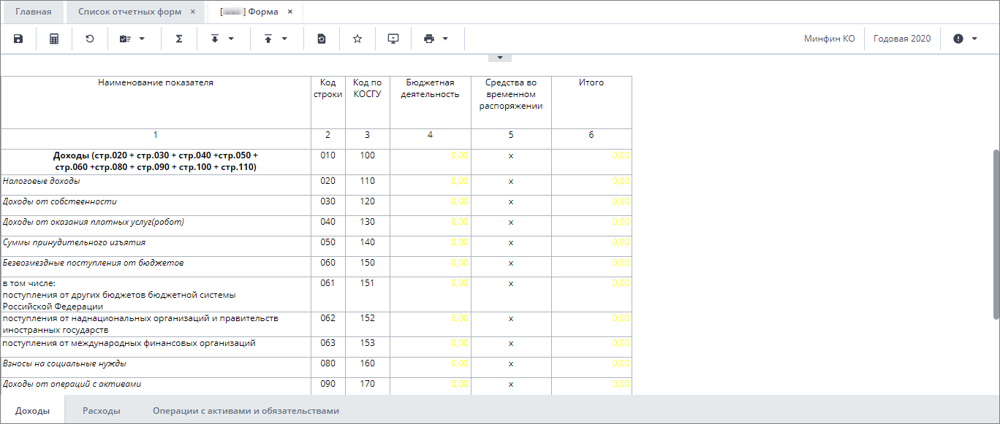 Главная Список отчетных форм × [ ] Форма ×
Σ Минфин КО Годовая 2020
Наименование показателя Код строки Код по КОСГУ Бюджетная деятельность Средства во временном распоряжении Итого
1 2 3 4 5 6
Доходы (стр.020 + стр.030 + стр.040 +стр.050 + 010 100 0,00 x 0,00
стр.060 +стр.080 + стр.090 + стр.100 + стр.110)
Налоговые доходы 020 110 0,00 x 0,00
Доходы от собственности 030 120 0,00 x 0,00
Доходы от оказания платных услуг(работ) 040 130 0,00 x 0,00
Суммы принудительного изъятия 050 140 0,00 x 0,00
Безвозмездные поступления от бюджетов 060 150 0,00 x 0,00
в том числе: 061 151 0,00 x 0,00
поступления от других бюджетов бюджетной системы
Российской Федерации
поступления от наднациональных организаций и правительств 062 152 0,00 x 0,00
иностранных государств
поступления от международных финансовых организаций 063 153 0,00 x 0,00
Взносы на социальные нужды 080 160 0,00 x 0,00
Доходы от операций с активами 090 170 0,00 x 0,00
Доходы Расходы Операции с активами и обязательствами